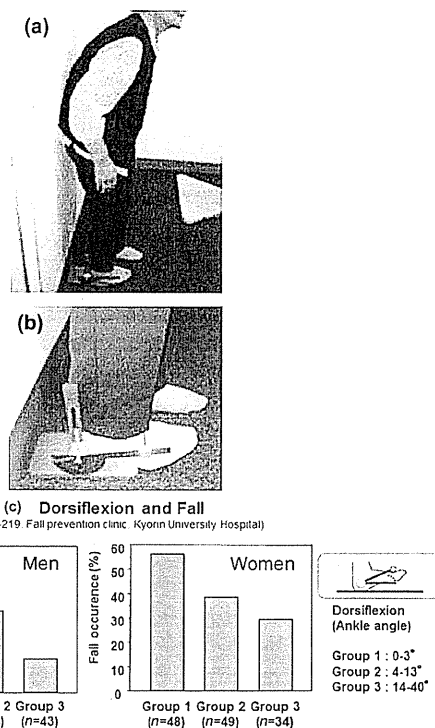 (a)
(b)
(c) Dorsiflexion and Fall
219. Fall prevention clinic, Kyorin University Hospital)
Men
2 Group 3
(n=43)
Fall occurence (%)
60
50
40
30
20
10
0
Women
Group 1 Group 2 Group 3
(n=48) (n=49) (n=34)
Dorsiflexion
(Ankle angle)
Group 1 : 0-3°
Group 2 : 4-13°
Group 3 : 14-40°